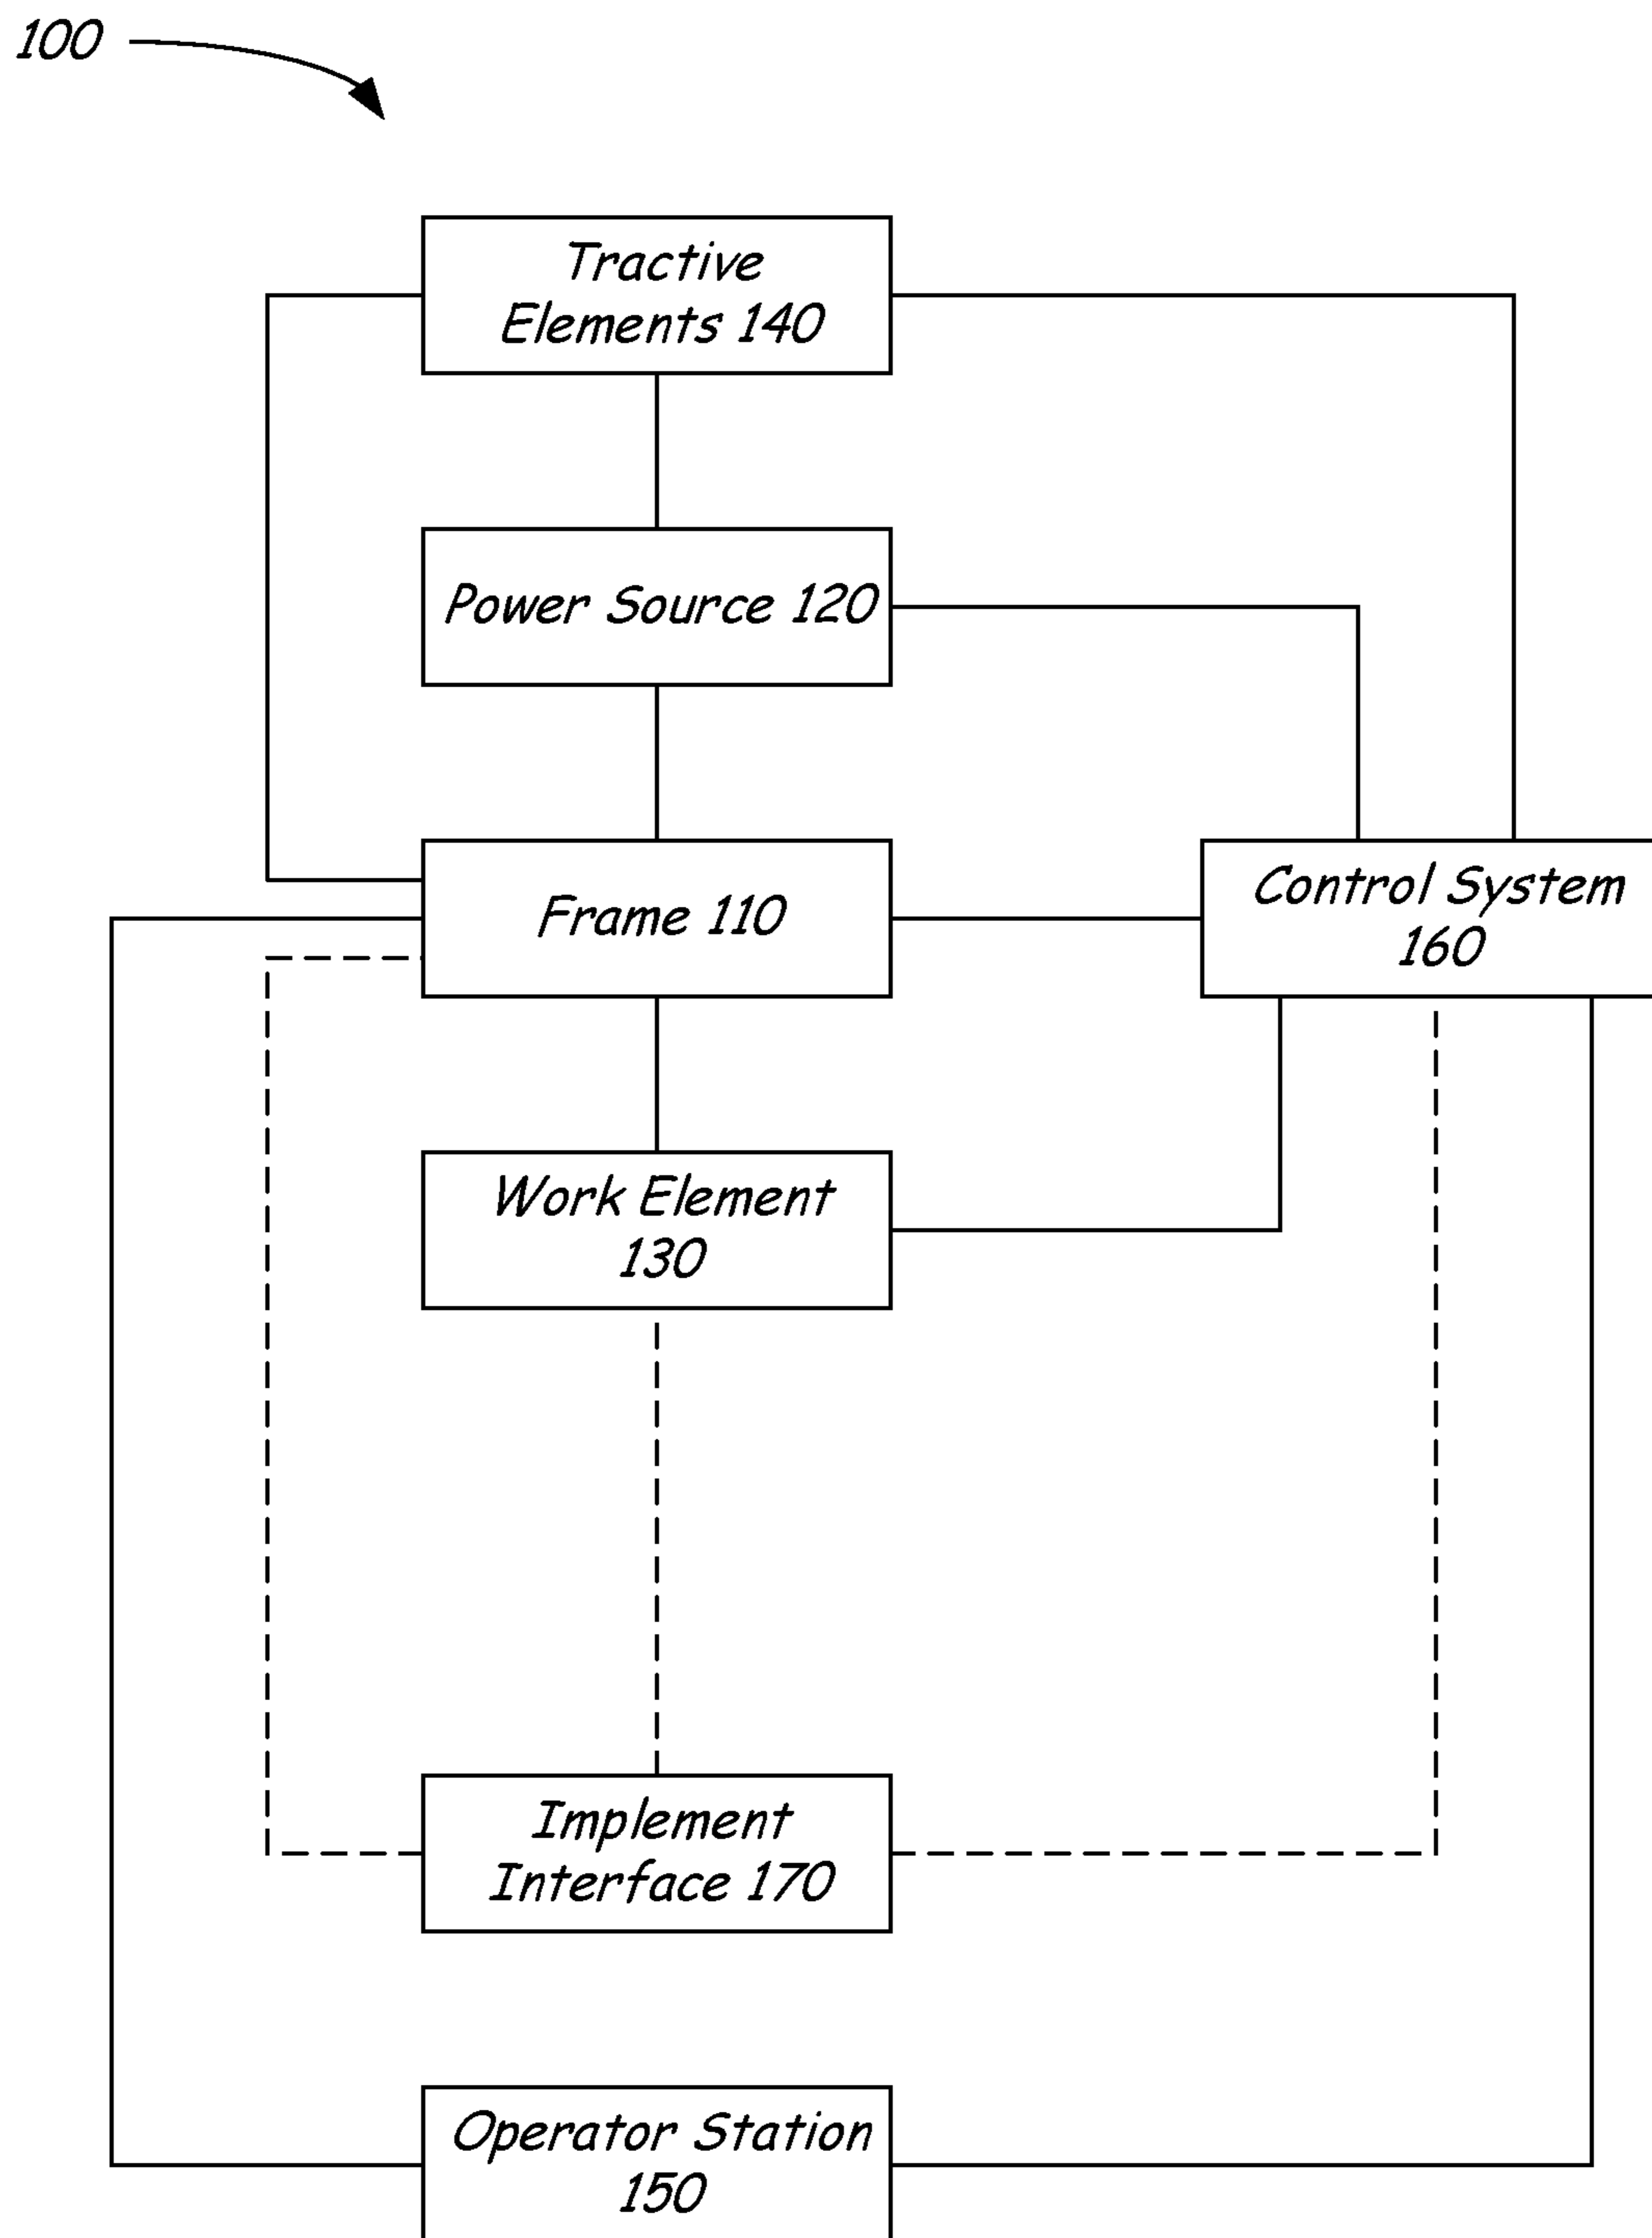 100
Tractive
Elements 140
Power Source 120
Frame 110
Control System
160
Work Element
130
Implement
Interface 170
Operator Station
150